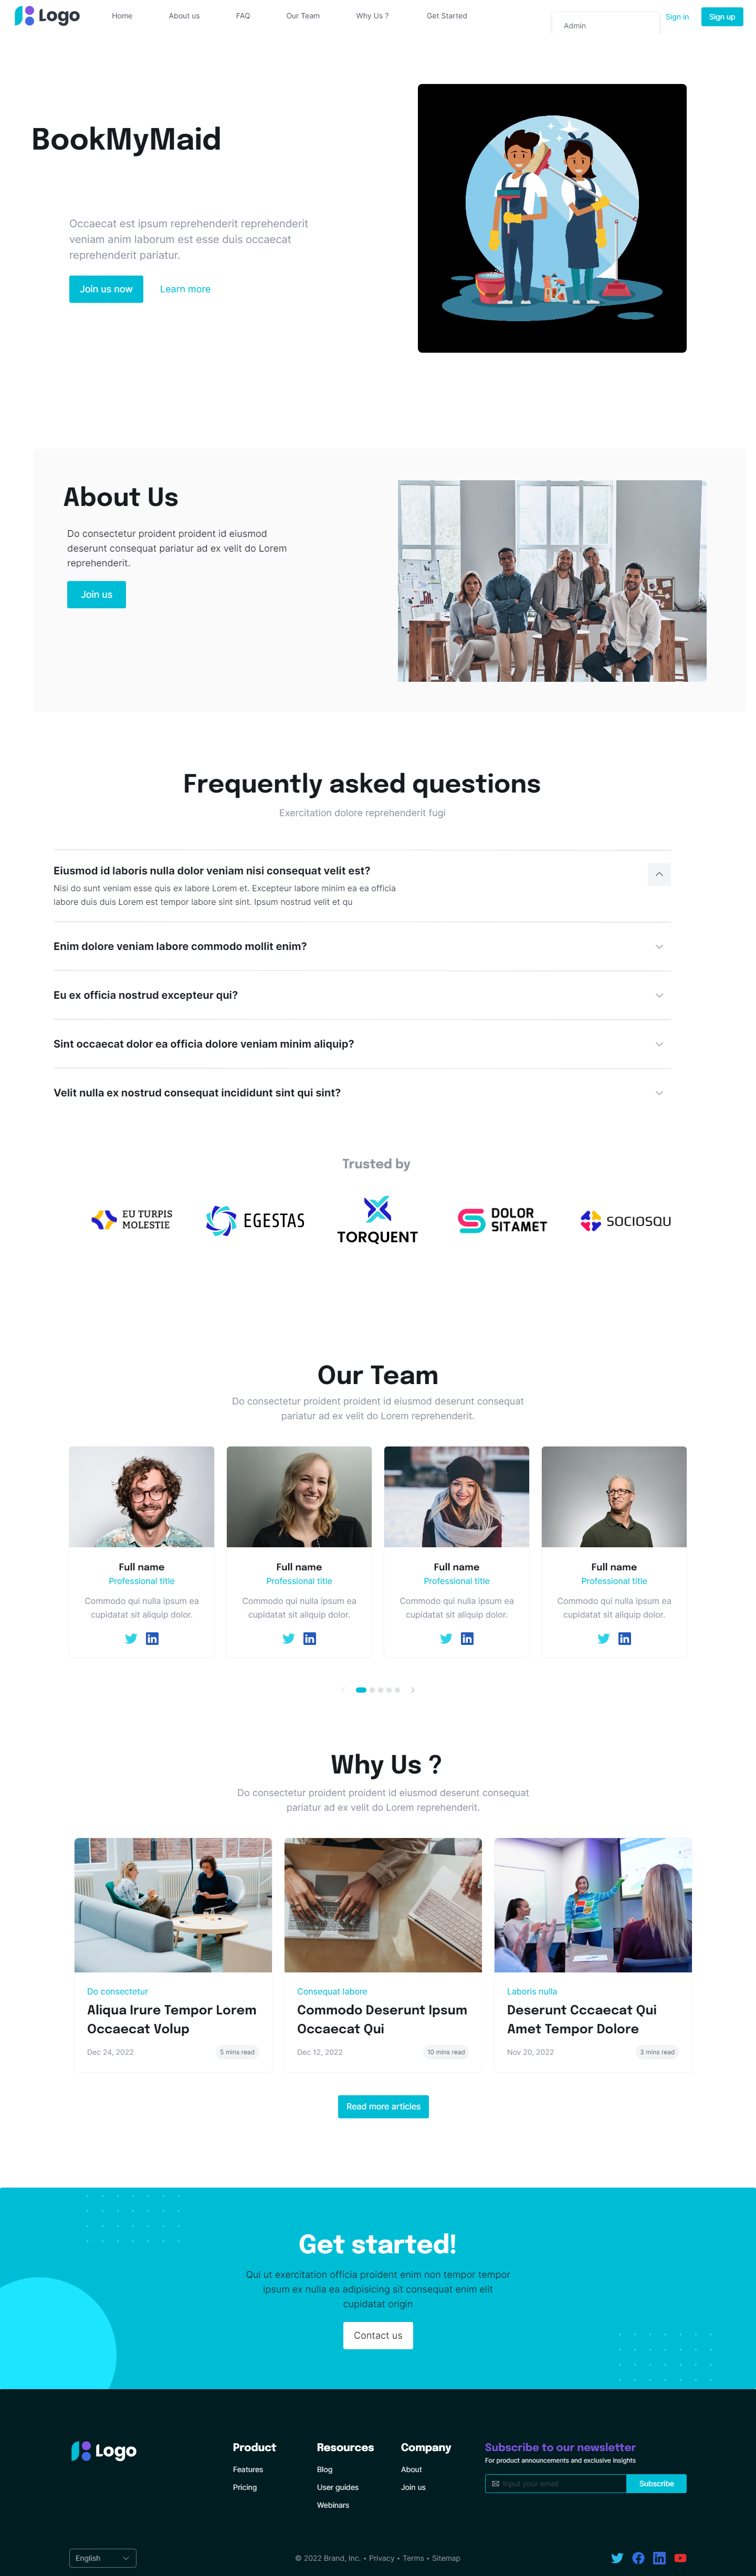 Logo
Home
About us
FAQ
Our Team
Why Us ?
Get Started
Admin
Sign in
Sign up
BookMyMaid
Occaecat est ipsum reprehenderit reprehenderit
veniam anim laborum est esse duis occaecat
reprehenderit pariatur.
Join us now
Learn more
About Us
Do consectetur proident proident id eiusmod
deserunt consequat pariatur ad ex velit do Lorem
reprehenderit.
Join us
Frequently asked questions
Exercitation dolore reprehenderit fugi
Eiusmod id laboris nulla dolor veniam nisi consequat velit est?
Nisi do sunt veniam esse quis ex labore Lorem et. Excepteur labore minim ea ea officia
labore duis duis Lorem est tempor labore sint sint. Ipsum nostrud velit et qu
Enim dolore veniam labore commodo mollit enim?
Eu ex officia nostrud excepteur qui?
Sint occaecat dolor ea officia dolore veniam minim aliquip?
Velit nulla ex nostrud consequat incididunt sint qui sint?
Trusted by
EU TURPIS
MOLESTIE
EGESTAS
TORQUENT
DOLOR
SITAMET
SOCIOSQU
Our Team
Do consectetur proident proident id eiusmod deserunt consequat
pariatur ad ex velit do Lorem reprehenderit.
Full name
Professional title
Commodo qui nulla ipsum ea
cupidatat sit aliquip dolor.
Full name
Professional title
Commodo qui nulla ipsum ea
cupidatat sit aliquip dolor.
Full name
Professional title
Commodo qui nulla ipsum ea
cupidatat sit aliquip dolor.
Full name
Professional title
Commodo qui nulla ipsum ea
cupidatat sit aliquip dolor.
Why Us ?
Do consectetur proident proident id eiusmod deserunt consequat
pariatur ad ex velit do Lorem reprehenderit.
Do consectetur
Aliqua Irure Tempor Lorem
Occaecat Volup
Dec 24, 2022
5 mins read
Consequat labore
Commodo Deserunt Ipsum
Occaecat Qui
Dec 12, 2022
10 mins read
Laboris nulla
Deserunt Cccaecat Qui
Amet Tempor Dolore
Nov 20, 2022
3 mins read
Read more articles
Get started!
Qui ut exercitation officia proident enim non tempor tempor
ipsum ex nulla ea adipisicing sit consequat enim elit
cupidatat origin
Contact us
Logo
Product
Features
Pricing
Resources
Blog
User guides
Webinars
Company
About
Join us
Subscribe to our newsletter
For product announcements and exclusive insights
Input your email
Subscribe
English
© 2022 Brand, Inc. • Privacy • Terms • Sitemap